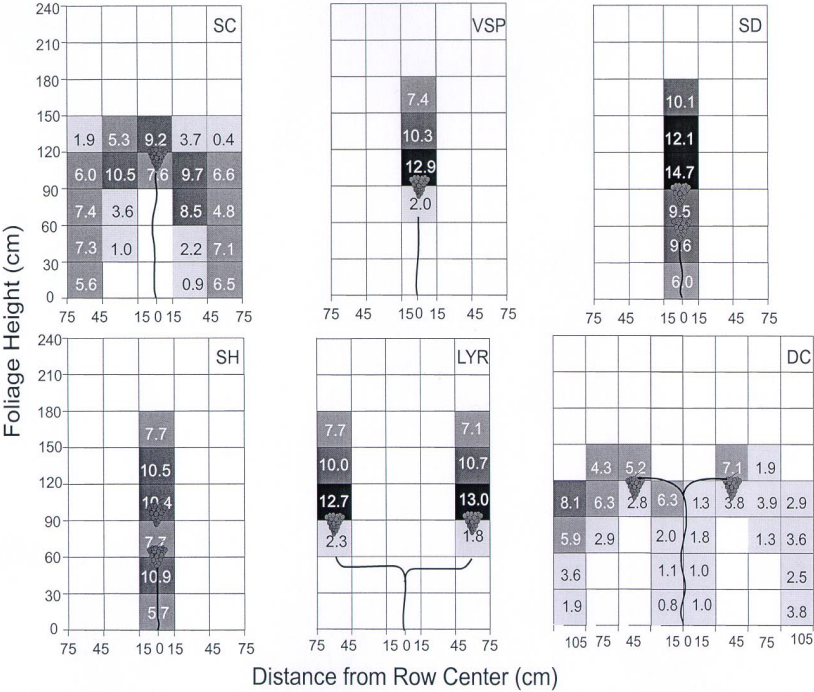 240
SC
VSP
SD
210
180
150
120
90
60
30
0
1.9 5.3 9.2 3.7 0.4
6.0 10.5 7.6 9.7 6.6
7.4 3.6 8.5 4.8
7.3 1.0 2.2 7.1
5.6 0.9 6.5
75 45 15 0 15 45 75
7.4
10.3
12.9
2.0
75 45 15 0 15 45 75
10.1
12.1
14.7
9.5
9.6
6.0
75 45 15 0 15 45 75
Foliage Height (cm)
240
SH
LYR
DC
210
180
150
120
90
60
30
0
7.7
10.5
10.4
7.7
10.9
5.7
75 45 15 0 15 45 75
7.7 7.1
10.0 10.7
12.7 13.0
2.3 1.8
75 45 15 0 15 45 75
4.3 5.2 7.1 1.9
8.1 6.3 2.8 6.3 1.3 3.8 3.9 2.9
5.9 2.9 2.0 1.8 1.3 3.6
3.6 1.1 1.0 2.5
1.9 0.8 1.0 3.8
105 75 45 15 0 15 45 75 105
Distance from Row Center (cm)